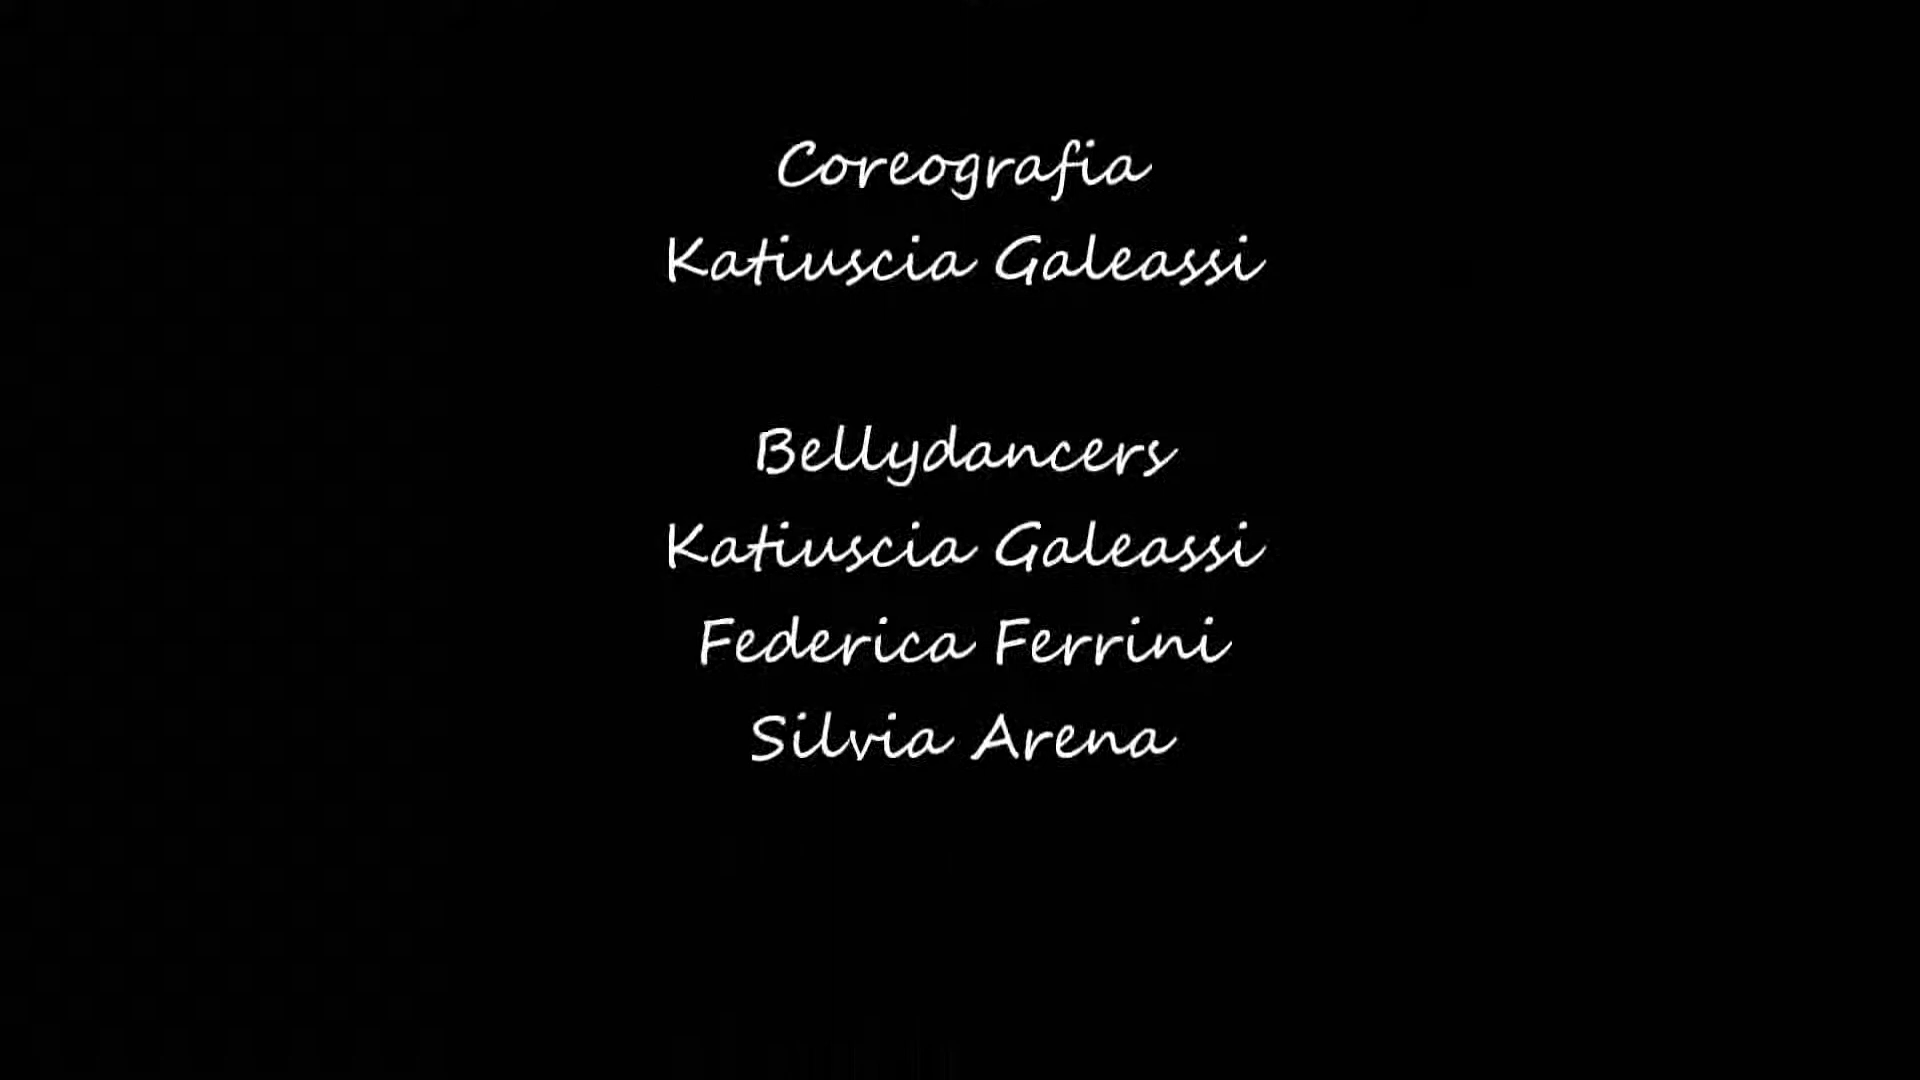 Coreografia
Katiuscia Galeassi
Bellydancers
Katiuscia Galeassi
Federica Ferrini
Silvia Arena